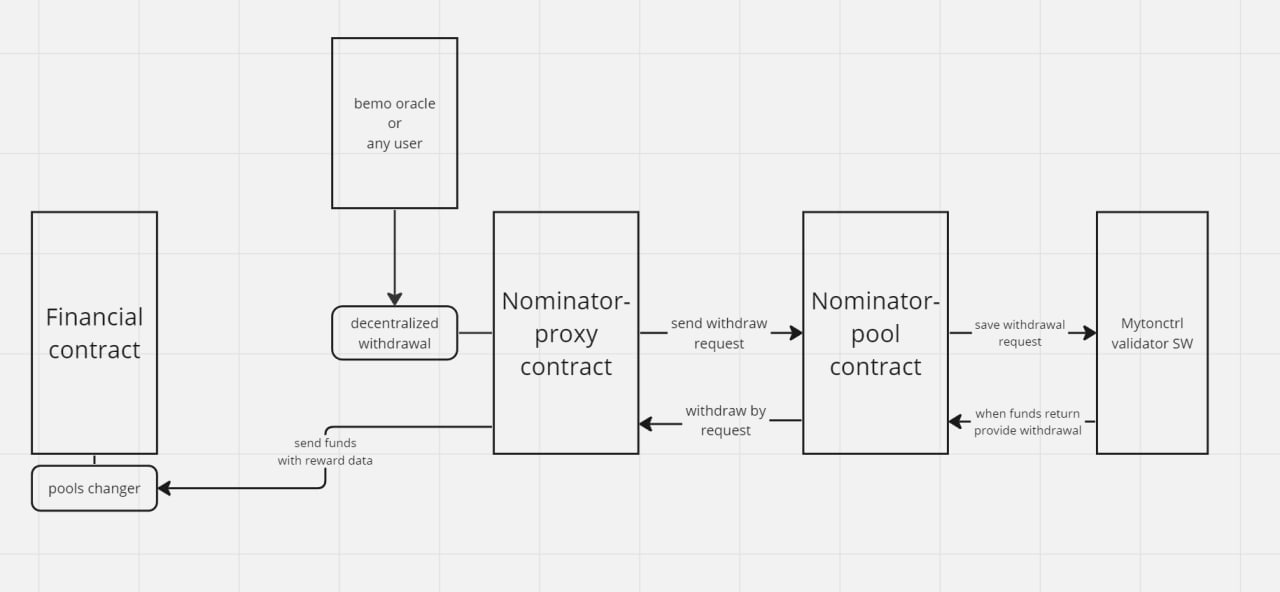 bemo oracle
or
any user
Financial
contract
pools changer
decentralized
withdrawal
Nominator-
proxy
contract
send withdraw
request
withdraw by
request
send funds
with reward data
Nominator-
pool
contract
save withdrawal
request
when funds return
provide withdrawal
Mytonctrl
validator SW